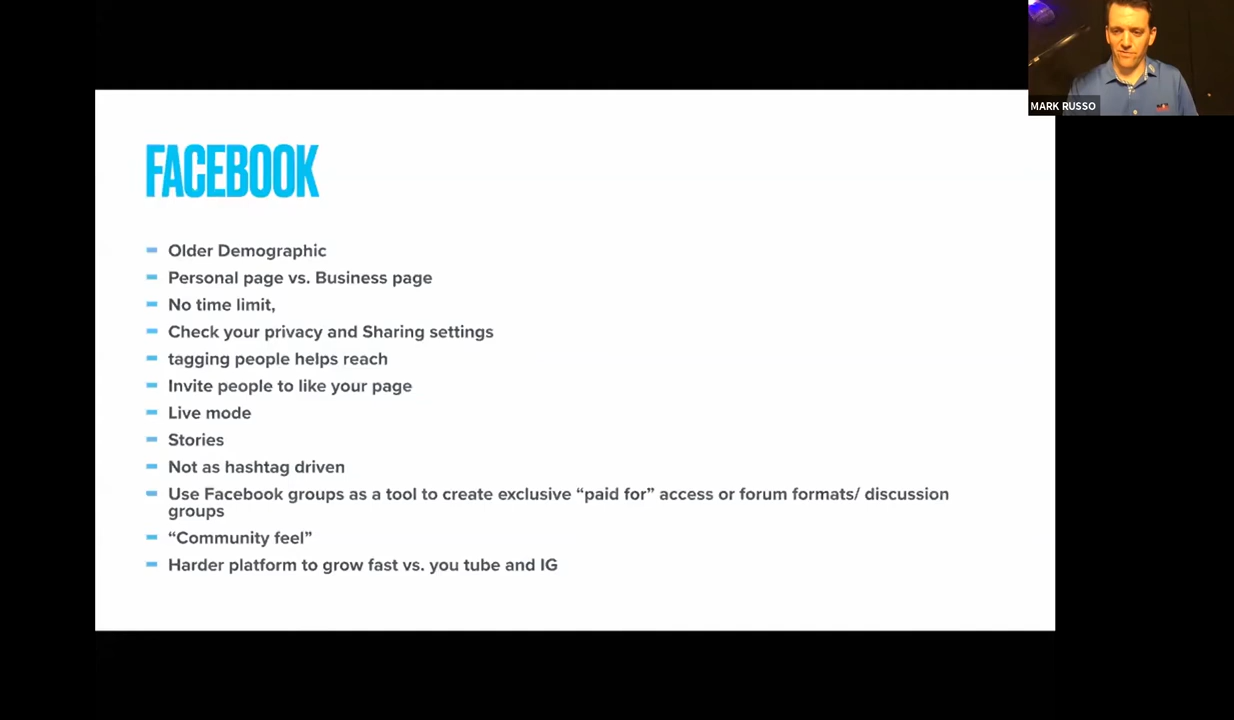 MARK RUSSO
FACEBOOK
Older Demographic
Personal page vs. Business page
No time limit,
Check your privacy and Sharing settings
tagging people helps reach
Invite people to like your page
Live mode
Stories
Not as hashtag driven
Use Facebook groups as a tool to create exclusive “paid for” access or forum formats/ discussion
groups
“Community feel”
Harder platform to grow fast vs. you tube and IG